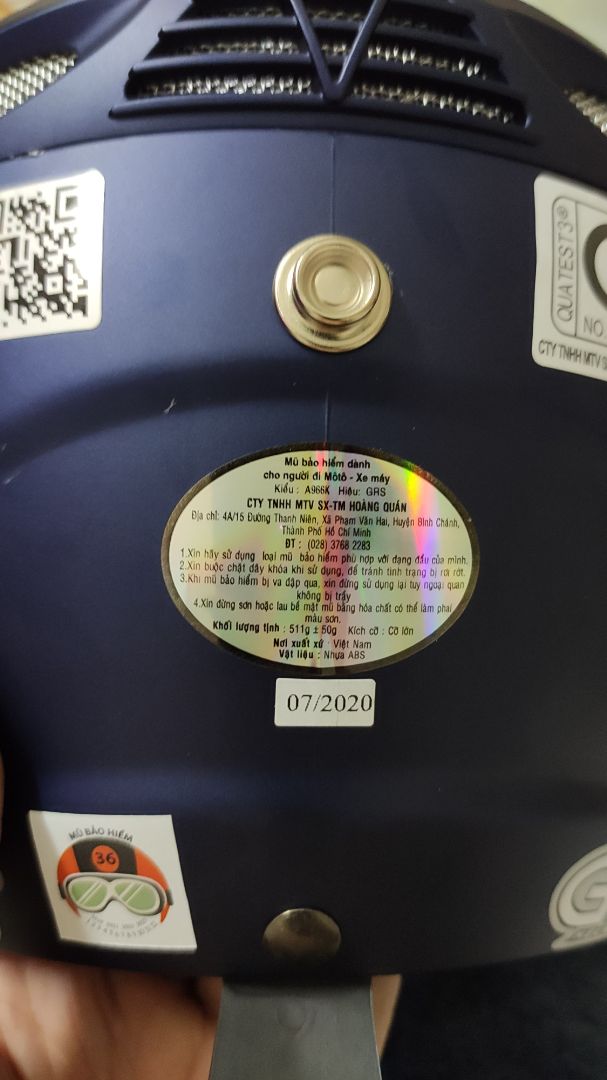 QUATEST3®
NO.
CTY TNHH MTV S
Mũ bảo hiểm dành
cho người đi Môtô - Xe máy
Kiểu : A966K Hiệu: GRS
CTY TNHH MTV SX-TM HOÀNG QUÁN
Địa chỉ: 4A/15 Đường Thanh Niên, Xã Phạm Văn Hai, Huyện Bình Chánh,
Thành Phố Hồ Chí Minh
ĐT : (028) 3768 2283
1.Xin hãy sử dụng loại mũ bảo hiểm phù hợp với dạng đầu của mình.
2.Xin buộc chặt dây khóa khi sử dụng, để tránh tình trạng bị rơi rớt.
3.Khi mũ bảo hiểm bị va dập qua, xin đừng sử dụng lại tuy ngoại quan
không bị trầy
4.Xin đừng sơn hoặc lau bề mặt mũ bằng hóa chất có thể làm phai
màu sơn.
Khối lượng tịnh : 511g ± 50g Kích cỡ : Cỡ lớn
Nơi xuất xứ : Việt Nam
Vật liệu : Nhựa ABS
07/2020
MŨ BẢO HIỂM
36
G